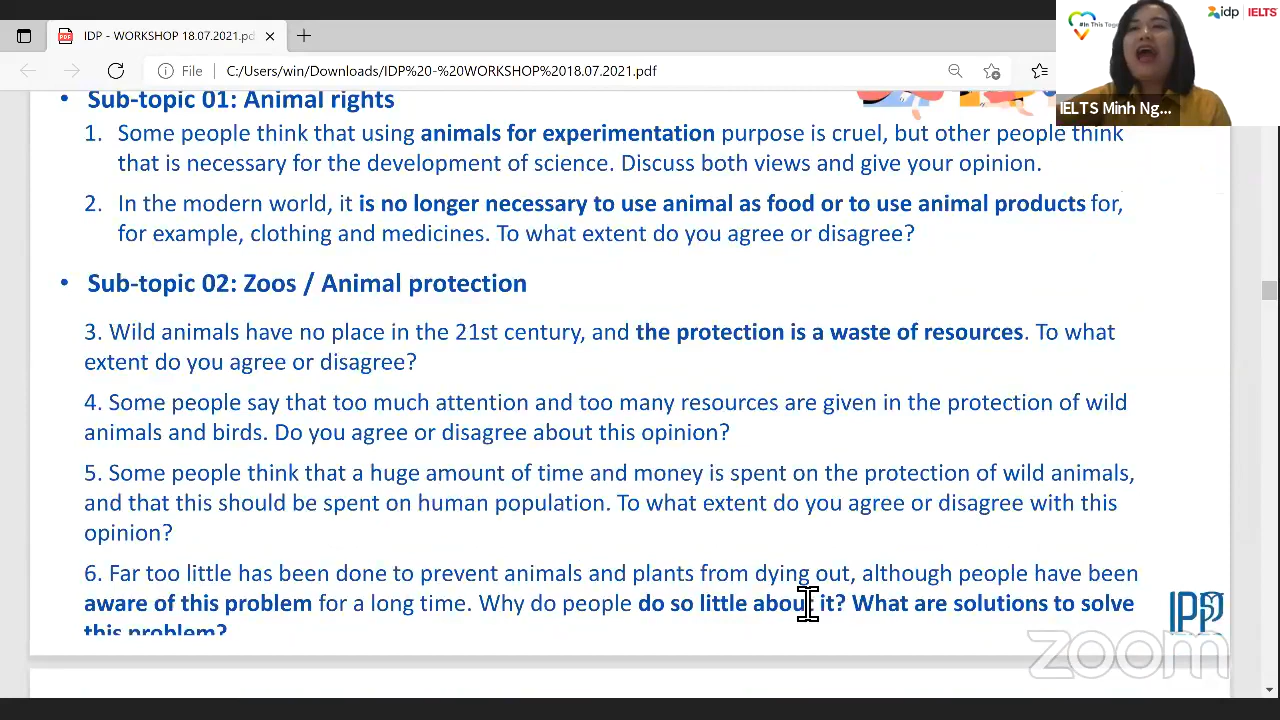 IDP - WORKSHOP 18.07.2021.pd
File
C:/Users/win/Downloads/IDP%20-%20WORKSHOP%2018.07.2021.pdf
#In This Toge
idp IELTS
IELTS Minh Ng...
• Sub-topic 01: Animal rights
1. Some people think that using animals for experimentation purpose is cruel, but other people think
that is necessary for the development of science. Discuss both views and give your opinion.
2. In the modern world, it is no longer necessary to use animal as food or to use animal products for,
for example, clothing and medicines. To what extent do you agree or disagree?
• Sub-topic 02: Zoos / Animal protection
3. Wild animals have no place in the 21st century, and the protection is a waste of resources. To what
extent do you agree or disagree?
4. Some people say that too much attention and too many resources are given in the protection of wild
animals and birds. Do you agree or disagree about this opinion?
5. Some people think that a huge amount of time and money is spent on the protection of wild animals,
and that this should be spent on human population. To what extent do you agree or disagree with this
opinion?
6. Far too little has been done to prevent animals and plants from dying out, although people have been
aware of this problem for a long time. Why do people do so little about it? What are solutions to solve
this problem?
zoom